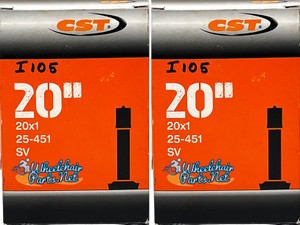 CST
I105
20"
20x1
25-451
SV
Wheelchair
Parts.Net
CST
I105
20"
20x1
25-451
SV
Wheelchair
Parts.Net